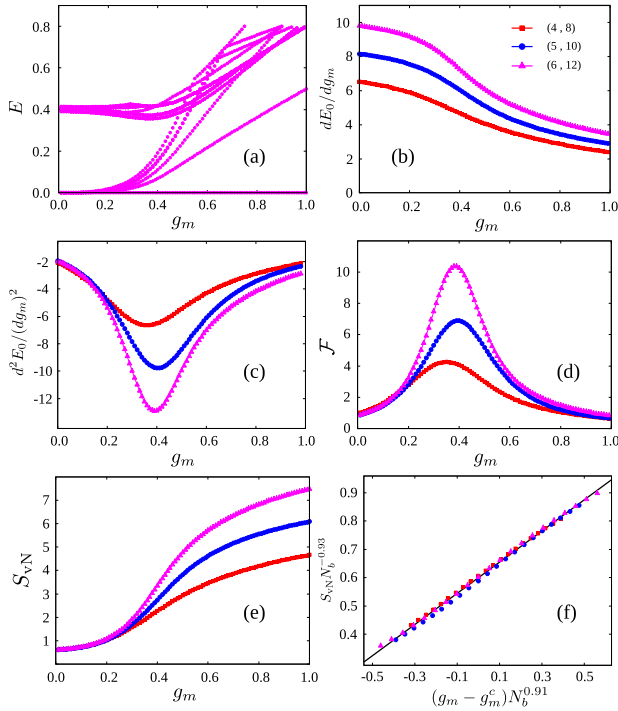 0.8
0.6
0.4
0.2
0.0
E
(a)
0.0 0.2 0.4 0.6 0.8 1.0
g_m
10
8
6
4
2
0
dE_0/dg_m
(4 , 8)
(5 , 10)
(6 , 12)
(b)
0.0 0.2 0.4 0.6 0.8 1.0
g_m
-2
-4
-6
-8
-10
-12
d^2E_0/(dg_m)^2
(c)
0.0 0.2 0.4 0.6 0.8 1.0
g_m
10
8
6
4
2
0
ℱ
(d)
0.0 0.2 0.4 0.6 0.8 1.0
g_m
7
6
5
4
3
2
1
S_vN
(e)
0.0 0.2 0.4 0.6 0.8 1.0
g_m
0.9
0.8
0.7
0.6
0.5
0.4
S_vN N_b^{-0.93}
(f)
-0.5 -0.3 -0.1 0.1 0.3 0.5
(g_m − g_m^c)N_b^{0.91}